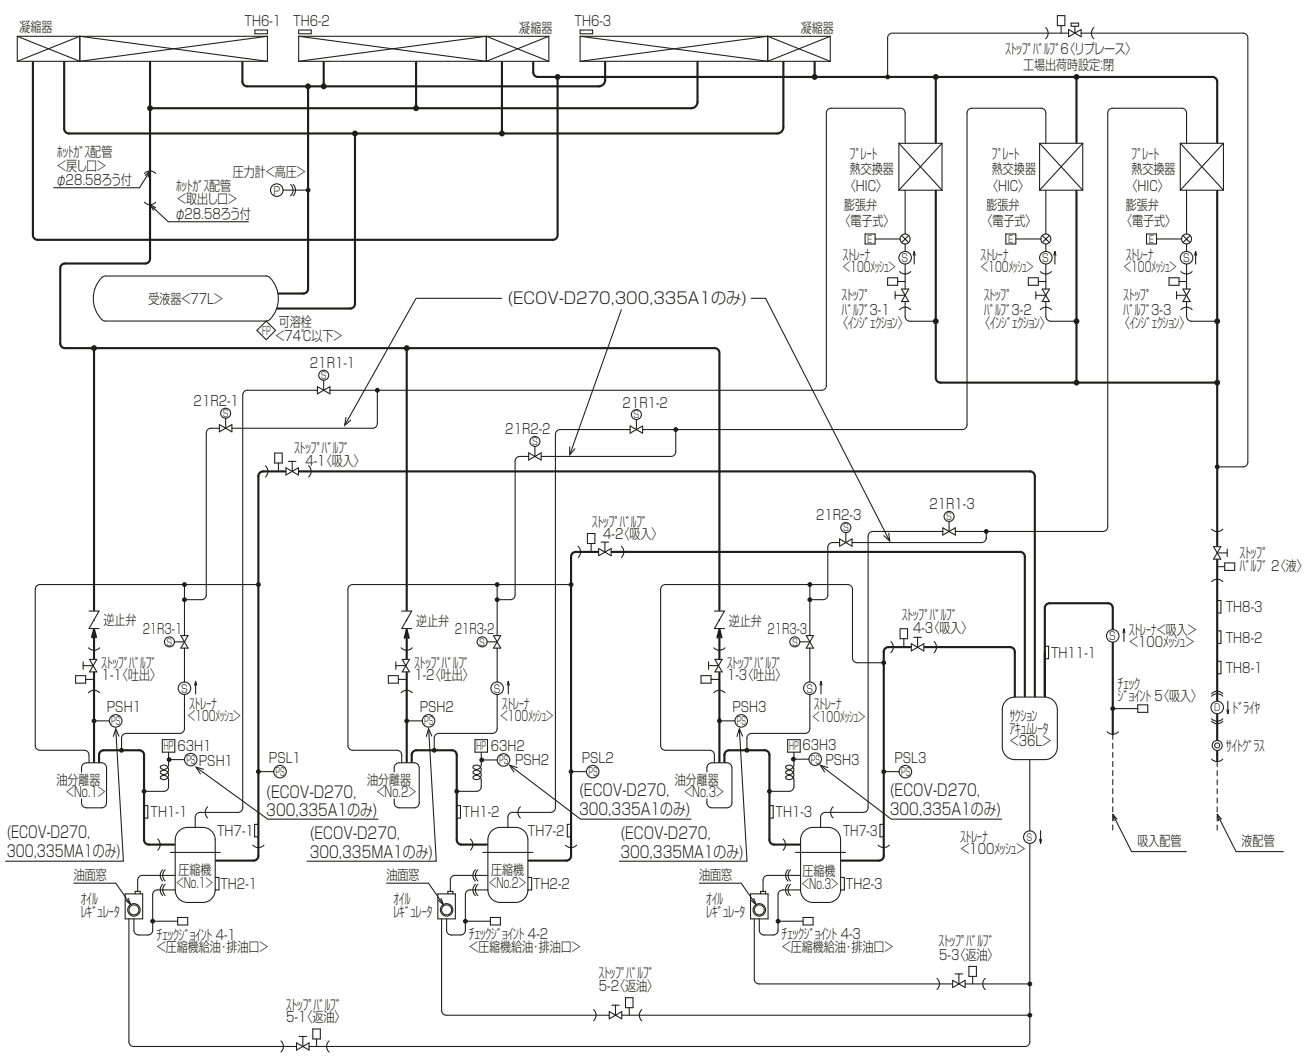 凝縮器
TH6-1
TH6-2
凝縮器
TH6-3
凝縮器
ストップバルブ6〈リプレース〉
工場出荷時設定:閉
ホットガス配管
<戻し口>
φ28.58ろう付
ホットガス配管
<取出し口>
φ28.58ろう付
圧力計<高圧>
P
受液器<77L>
FP
可溶栓
<74℃以下>
(ECOV-D270,300,335A1のみ)
プレート
熱交換器
〈HIC〉
膨張弁
〈電子式〉
E
ストレーナ
<100メッシュ>
S
ストップ
バルブ3-1
〈インジェクション〉
プレート
熱交換器
〈HIC〉
膨張弁
〈電子式〉
E
ストレーナ
<100メッシュ>
S
ストップ
バルブ3-2
〈インジェクション〉
プレート
熱交換器
〈HIC〉
膨張弁
〈電子式〉
E
ストレーナ
<100メッシュ>
S
ストップ
バルブ3-3
〈インジェクション〉
21R1-1
S
21R2-1
S
21R1-2
S
21R2-2
S
21R1-3
S
21R2-3
S
ストップバルブ
4-1〈吸入〉
ストップバルブ
4-2〈吸入〉
ストップバルブ
4-3〈吸入〉
逆止弁
21R3-1
S
ストップバルブ
1-1〈吐出〉
S
ストレーナ
<100メッシュ>
PSH1
PS
HP
63H1
PS
PSH1
PSL1
PS
油分離器
<No.1>
(ECOV-D270,
300,335A1のみ)
TH1-1
TH7-1
(ECOV-D270,
300,335MA1のみ)
圧縮機
<No.1>
TH2-1
油面窓
オイル
レギュレータ
チェックジョイント4-1
<圧縮機給油・排油口>
逆止弁
21R3-2
S
ストップバルブ
1-2〈吐出〉
S
ストレーナ
<100メッシュ>
PSH2
PS
HP
63H2
PS
PSH2
PSL2
PS
油分離器
<No.2>
(ECOV-D270,
300,335A1のみ)
TH1-2
TH7-2
(ECOV-D270,
300,335MA1のみ)
圧縮機
<No.2>
TH2-2
油面窓
オイル
レギュレータ
チェックジョイント4-2
<圧縮機給油・排油口>
逆止弁
21R3-3
S
ストップバルブ
1-3〈吐出〉
S
ストレーナ
<100メッシュ>
PSH3
PS
HP
63H3
PS
PSH3
PSL3
PS
油分離器
<No.3>
(ECOV-D270,
300,335A1のみ)
TH1-3
TH7-3
(ECOV-D270,
300,335MA1のみ)
圧縮機
<No.3>
TH2-3
油面窓
オイル
レギュレータ
チェックジョイント4-3
<圧縮機給油・排油口>
サクション
アキュムレータ
<36L>
ストレーナ
<100メッシュ>
S
TH11-1
S
ストレーナ<吸入>
<100メッシュ>
チェック
ジョイント5〈吸入〉
ストップ
バルブ2〈液〉
TH8-3
TH8-2
TH8-1
D
ドライヤ
サイトグラス
吸入配管
液配管
ストップバルブ
5-3〈返油〉
ストップバルブ
5-2〈返油〉
ストップバルブ
5-1〈返油〉